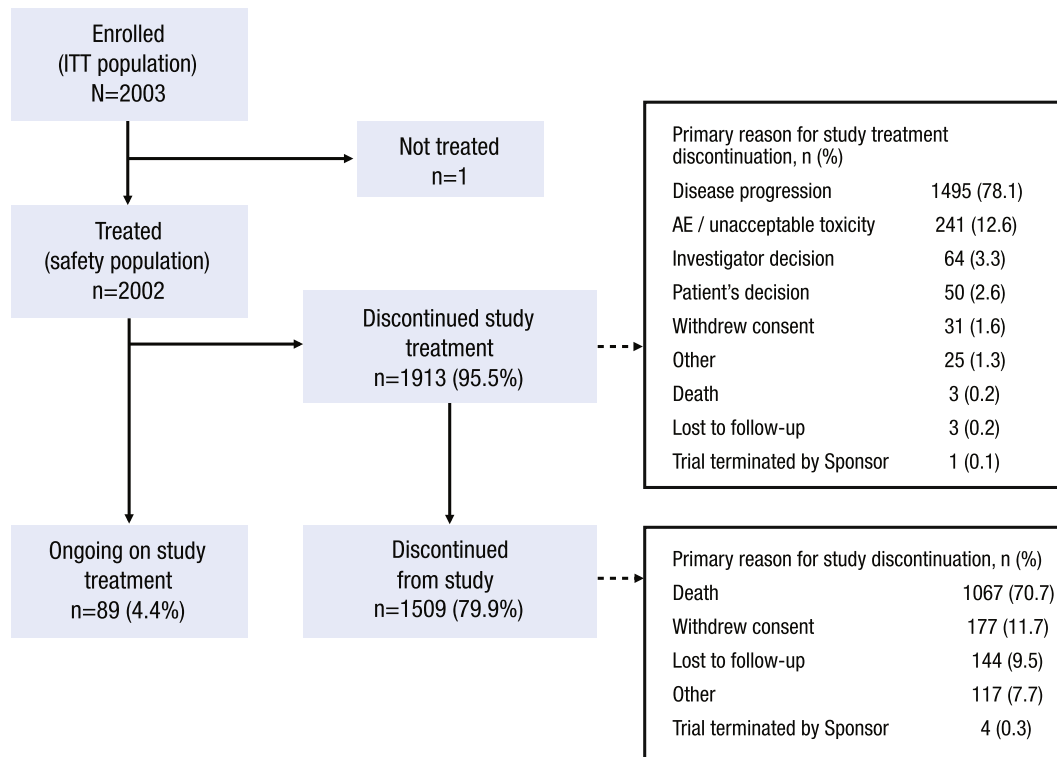 Enrolled
(ITT population)
N=2003
Not treated
n=1
Treated
(safety population)
n=2002
Discontinued study
treatment
n=1913 (95.5%)
Ongoing on study
treatment
n=89 (4.4%)
Discontinued
from study
n=1509 (79.9%)
Primary reason for study treatment
discontinuation, n (%)
Disease progression 1495 (78.1)
AE / unacceptable toxicity 241 (12.6)
Investigator decision 64 (3.3)
Patient’s decision 50 (2.6)
Withdrew consent 31 (1.6)
Other 25 (1.3)
Death 3 (0.2)
Lost to follow-up 3 (0.2)
Trial terminated by Sponsor 1 (0.1)
Primary reason for study discontinuation, n (%)
Death 1067 (70.7)
Withdrew consent 177 (11.7)
Lost to follow-up 144 (9.5)
Other 117 (7.7)
Trial terminated by Sponsor 4 (0.3)